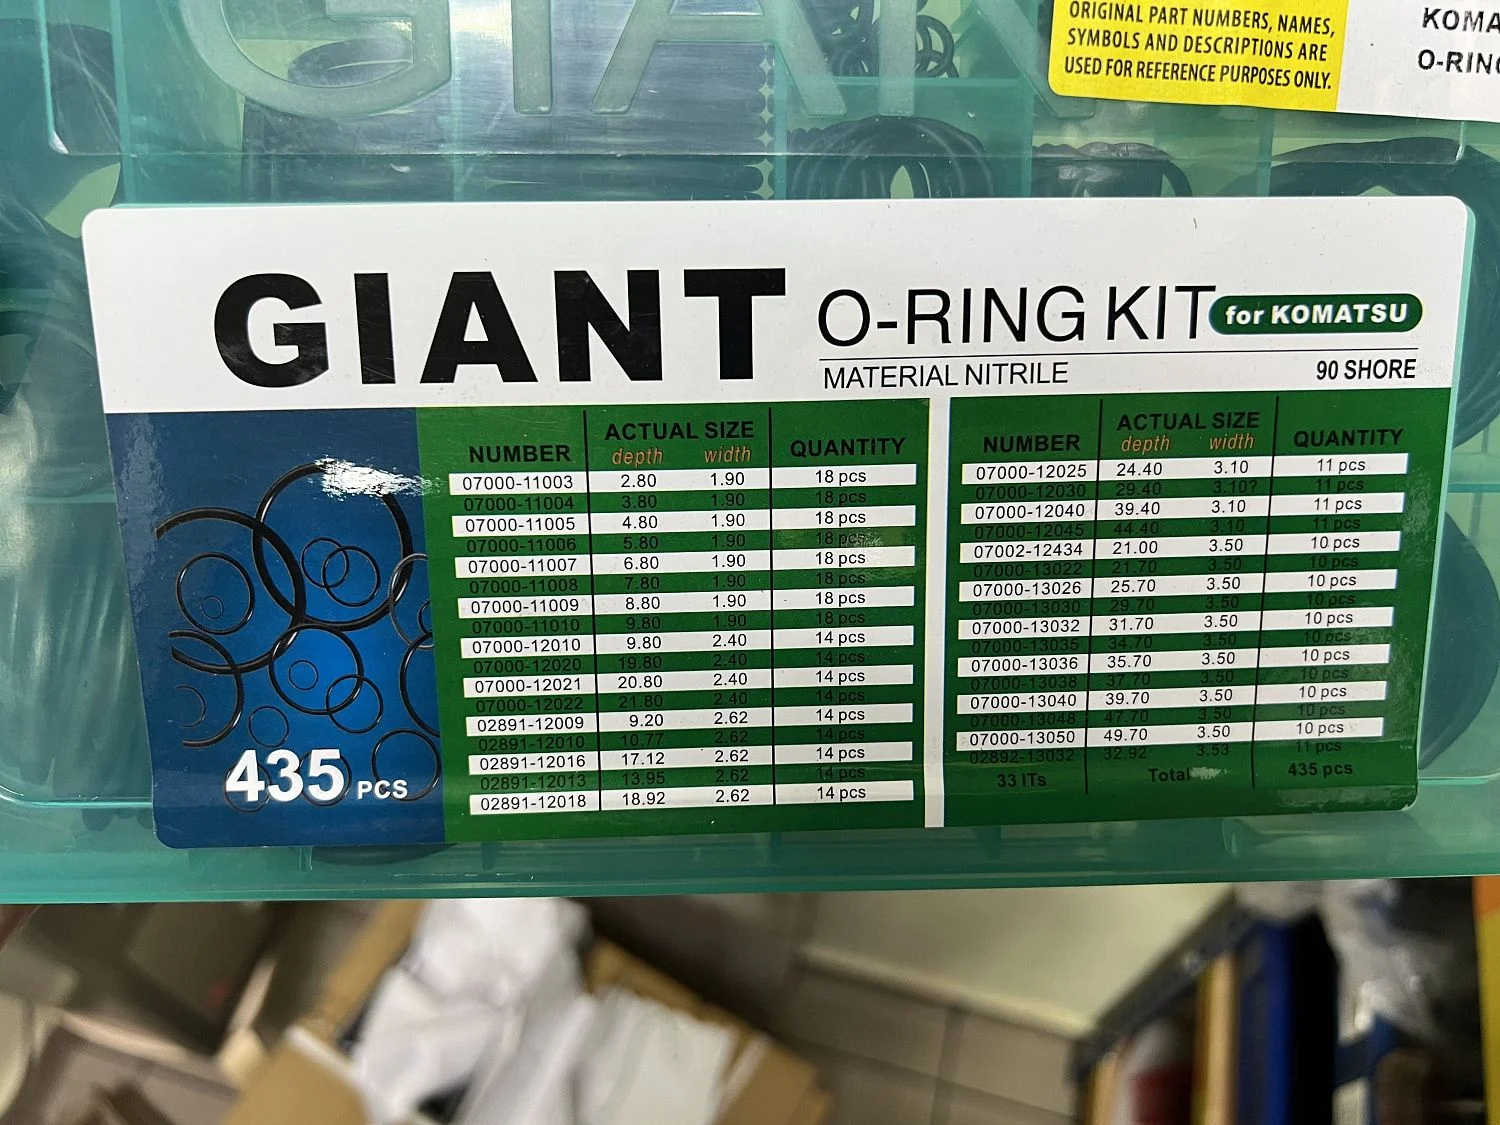 GIANT
ORIGINAL PART NUMBERS, NAMES,
SYMBOLS AND DESCRIPTIONS ARE
USED FOR REFERENCE PURPOSES ONLY.
KOMA
O-RING
GIANT O-RING KIT for KOMATSU
MATERIAL NITRILE 90 SHORE
NUMBER ACTUAL SIZE depth width QUANTITY
07000-11003 2.80 1.90 18 pcs
07000-11004 3.80 1.90 18 pcs
07000-11005 4.80 1.90 18 pcs
07000-11006 5.80 1.90 18 pcs
07000-11007 6.80 1.90 18 pcs
07000-11008 7.80 1.90 18 pcs
07000-11009 8.80 1.90 18 pcs
07000-11010 9.80 1.90 18 pcs
07000-12010 9.80 2.40 14 pcs
07000-12020 19.80 2.40 14 pcs
07000-12021 20.80 2.40 14 pcs
07000-12022 21.80 2.40 14 pcs
02891-12009 9.20 2.62 14 pcs
02891-12010 10.77 2.62 14 pcs
02891-12016 17.12 2.62 14 pcs
02891-12013 13.95 2.62 14 pcs
02891-12018 18.92 2.62 14 pcs
NUMBER ACTUAL SIZE depth width QUANTITY
07000-12025 24.40 3.10 11 pcs
07000-12030 29.40 3.10? 11 pcs
07000-12040 39.40 3.10 11 pcs
07000-12045 44.40 3.10 11 pcs
07002-12434 21.00 3.50 10 pcs
07000-13022 21.70 3.50 10 pcs
07000-13026 25.70 3.50 10 pcs
07000-13030 29.70 3.50 10 pcs
07000-13032 31.70 3.50 10 pcs
07000-13035 34.70 3.50 10 pcs
07000-13036 35.70 3.50 10 pcs
07000-13038 37.70 3.50 10 pcs
07000-13040 39.70 3.50 10 pcs
07000-13048 47.70 3.50 10 pcs
07000-13050 49.70 3.50 10 pcs
02892-13032 32.92 3.53 11 pcs
33 ITs Total 435 pcs
435 PCS